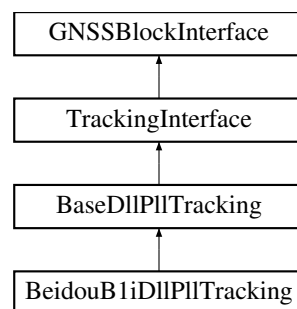 GNSSBlockInterface
TrackingInterface
BaseDllPllTracking
BeidouB1iDllPllTracking